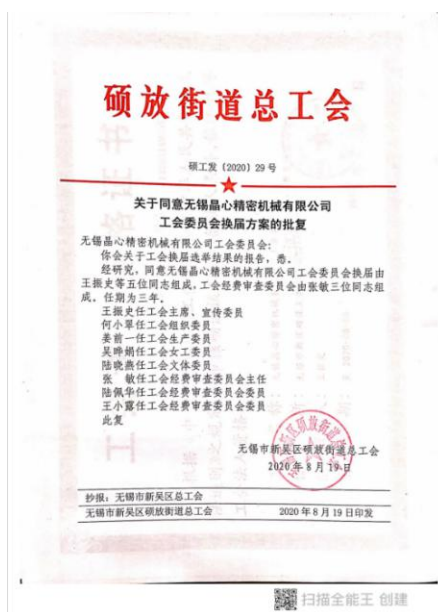 硕放街道总工会
硕工发〔2020〕29号
关于同意无锡晶心精密机械有限公司
工会委员会换届方案的批复
无锡晶心精密机械有限公司工会委员会:
你会关于工会换届选举结果的报告,悉。
经研究,同意无锡晶心精密机械有限公司工会委员会换届由
王振史等五位同志组成,工会经费审查委员会由张敏三位同志组
成。任期为三年。
王振史任工会主席、宣传委员
何小翠任工会组织委员
姜前一任工会生产委员
吴晔娟任工会女工委员
陆晓燕任工会文体委员
张 敏任工会经费审查委员会主任
陆佩华任工会经费审查委员会委员
王小露任工会经费审查委员会委员
此复
无锡市新吴区硕放街道总工会
2020年8月19日
抄报:无锡市新吴区总工会
无锡市新吴区硕放街道总工会 2020年8月19日印发
扫描全能王 创建